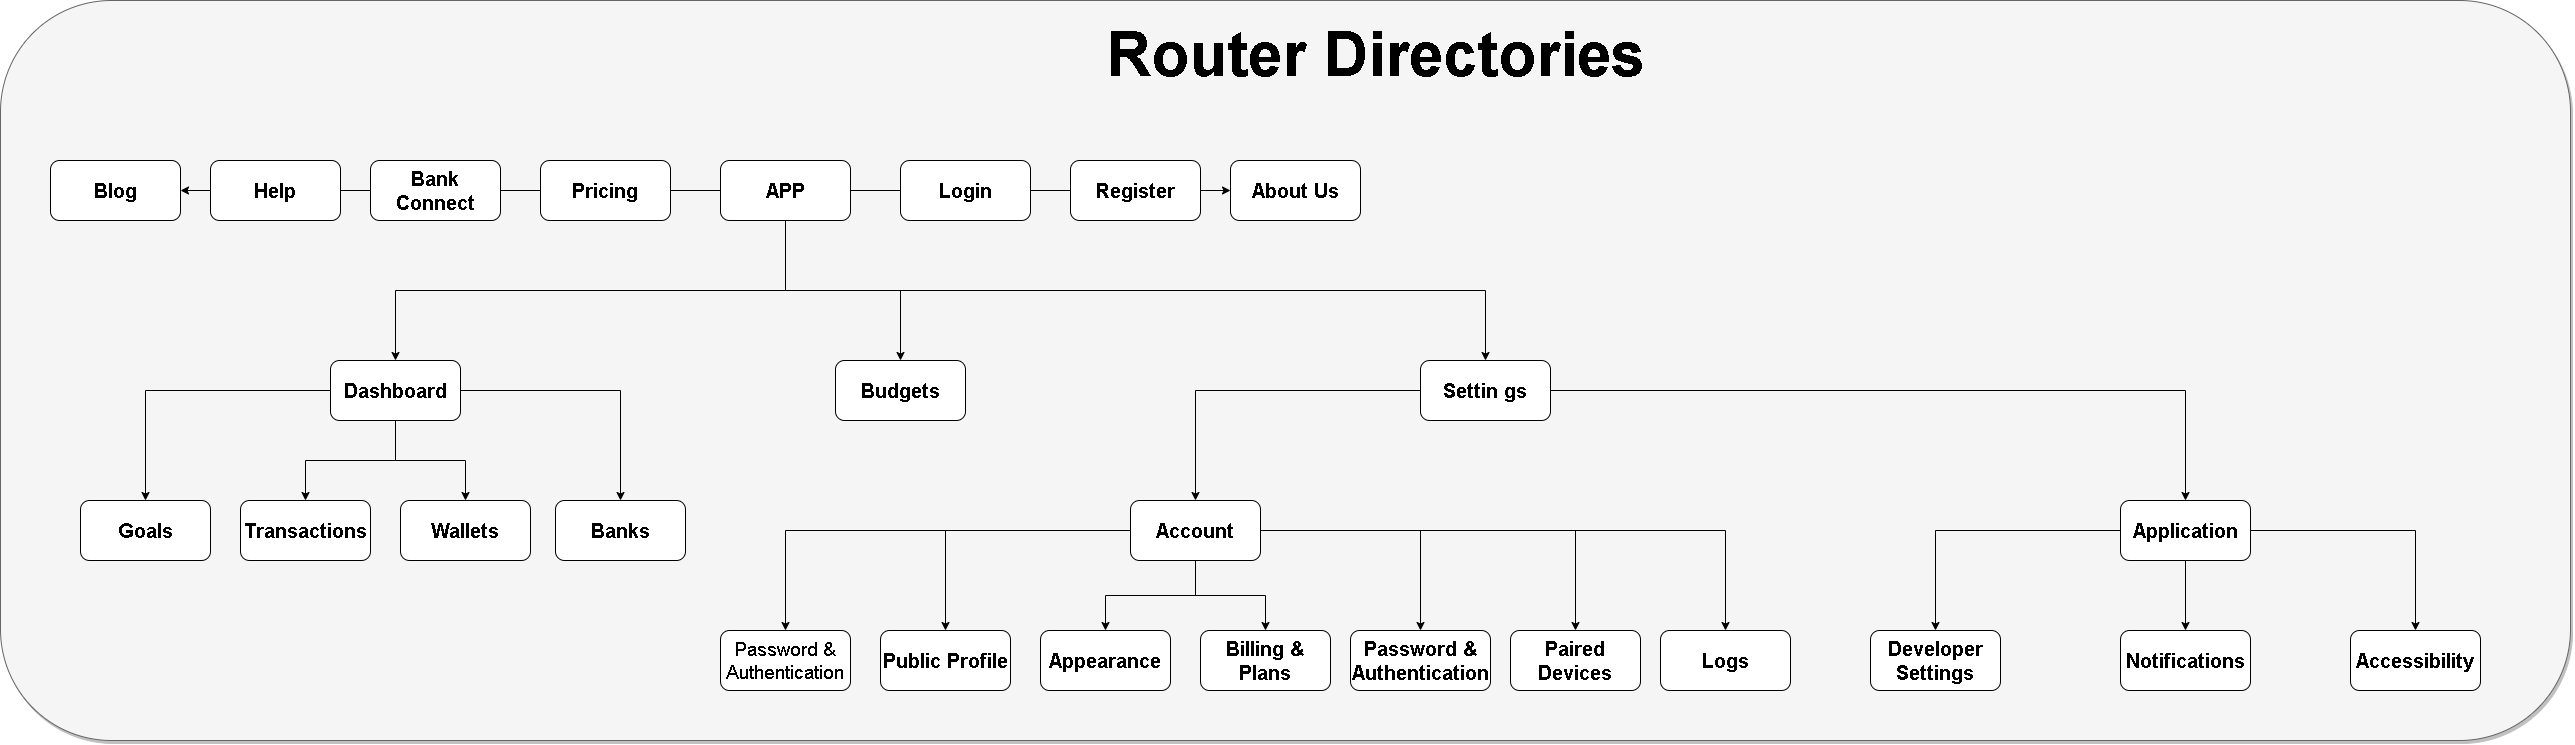 Router Directories
Blog
Help
Bank
Connect
Pricing
APP
Login
Register
About Us
Dashboard
Budgets
Settin gs
Goals
Transactions
Wallets
Banks
Account
Application
Password &
Authentication
Public Profile
Appearance
Billing &
Plans
Password &
Authentication
Paired
Devices
Logs
Developer
Settings
Notifications
Accessibility